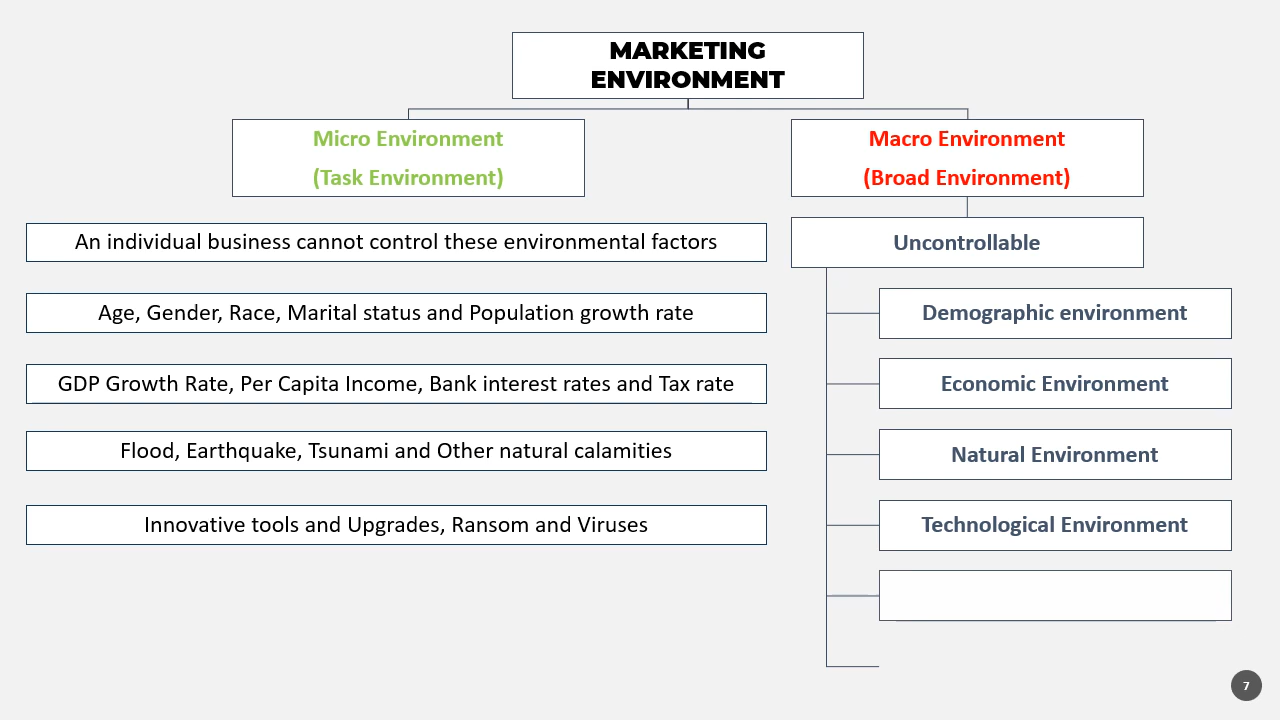 MARKETING
ENVIRONMENT
Micro Environment
(Task Environment)
Macro Environment
(Broad Environment)
An individual business cannot control these environmental factors
Uncontrollable
Age, Gender, Race, Marital status and Population growth rate
Demographic environment
GDP Growth Rate, Per Capita Income, Bank interest rates and Tax rate
Economic Environment
Flood, Earthquake, Tsunami and Other natural calamities
Natural Environment
Innovative tools and Upgrades, Ransom and Viruses
Technological Environment
7